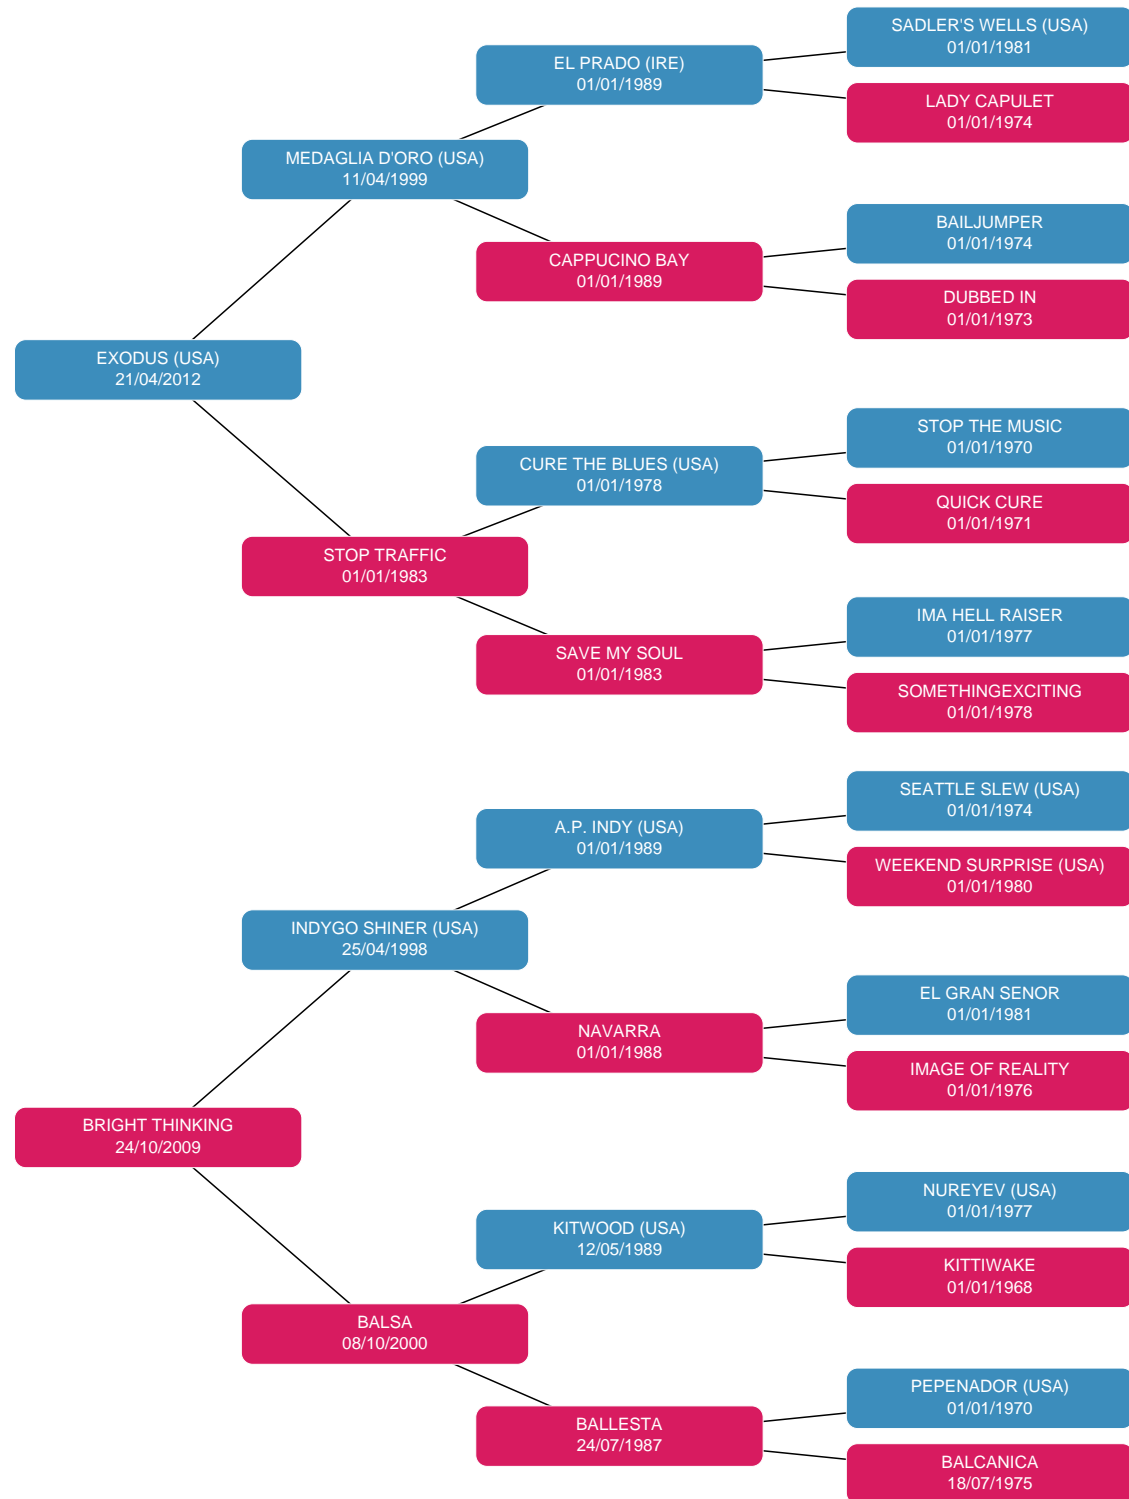 SADLER'S WELLS (USA)
01/01/1981
EL PRADO (IRE)
01/01/1989
LADY CAPULET
01/01/1974
MEDAGLIA D'ORO (USA)
11/04/1999
BAILJUMPER
01/01/1974
CAPPUCINO BAY
01/01/1989
DUBBED IN
01/01/1973
EXODUS (USA)
21/04/2012
STOP THE MUSIC
01/01/1970
CURE THE BLUES (USA)
01/01/1978
QUICK CURE
01/01/1971
STOP TRAFFIC
01/01/1983
IMA HELL RAISER
01/01/1977
SAVE MY SOUL
01/01/1983
SOMETHINGEXCITING
01/01/1978
SEATTLE SLEW (USA)
01/01/1974
A.P. INDY (USA)
01/01/1989
WEEKEND SURPRISE (USA)
01/01/1980
INDYGO SHINER (USA)
25/04/1998
EL GRAN SENOR
01/01/1981
NAVARRA
01/01/1988
IMAGE OF REALITY
01/01/1976
BRIGHT THINKING
24/10/2009
NUREYEV (USA)
01/01/1977
KITWOOD (USA)
12/05/1989
KITTIWAKE
01/01/1968
BALSA
08/10/2000
PEPENADOR (USA)
01/01/1970
BALLESTA
24/07/1987
BALCANICA
18/07/1975